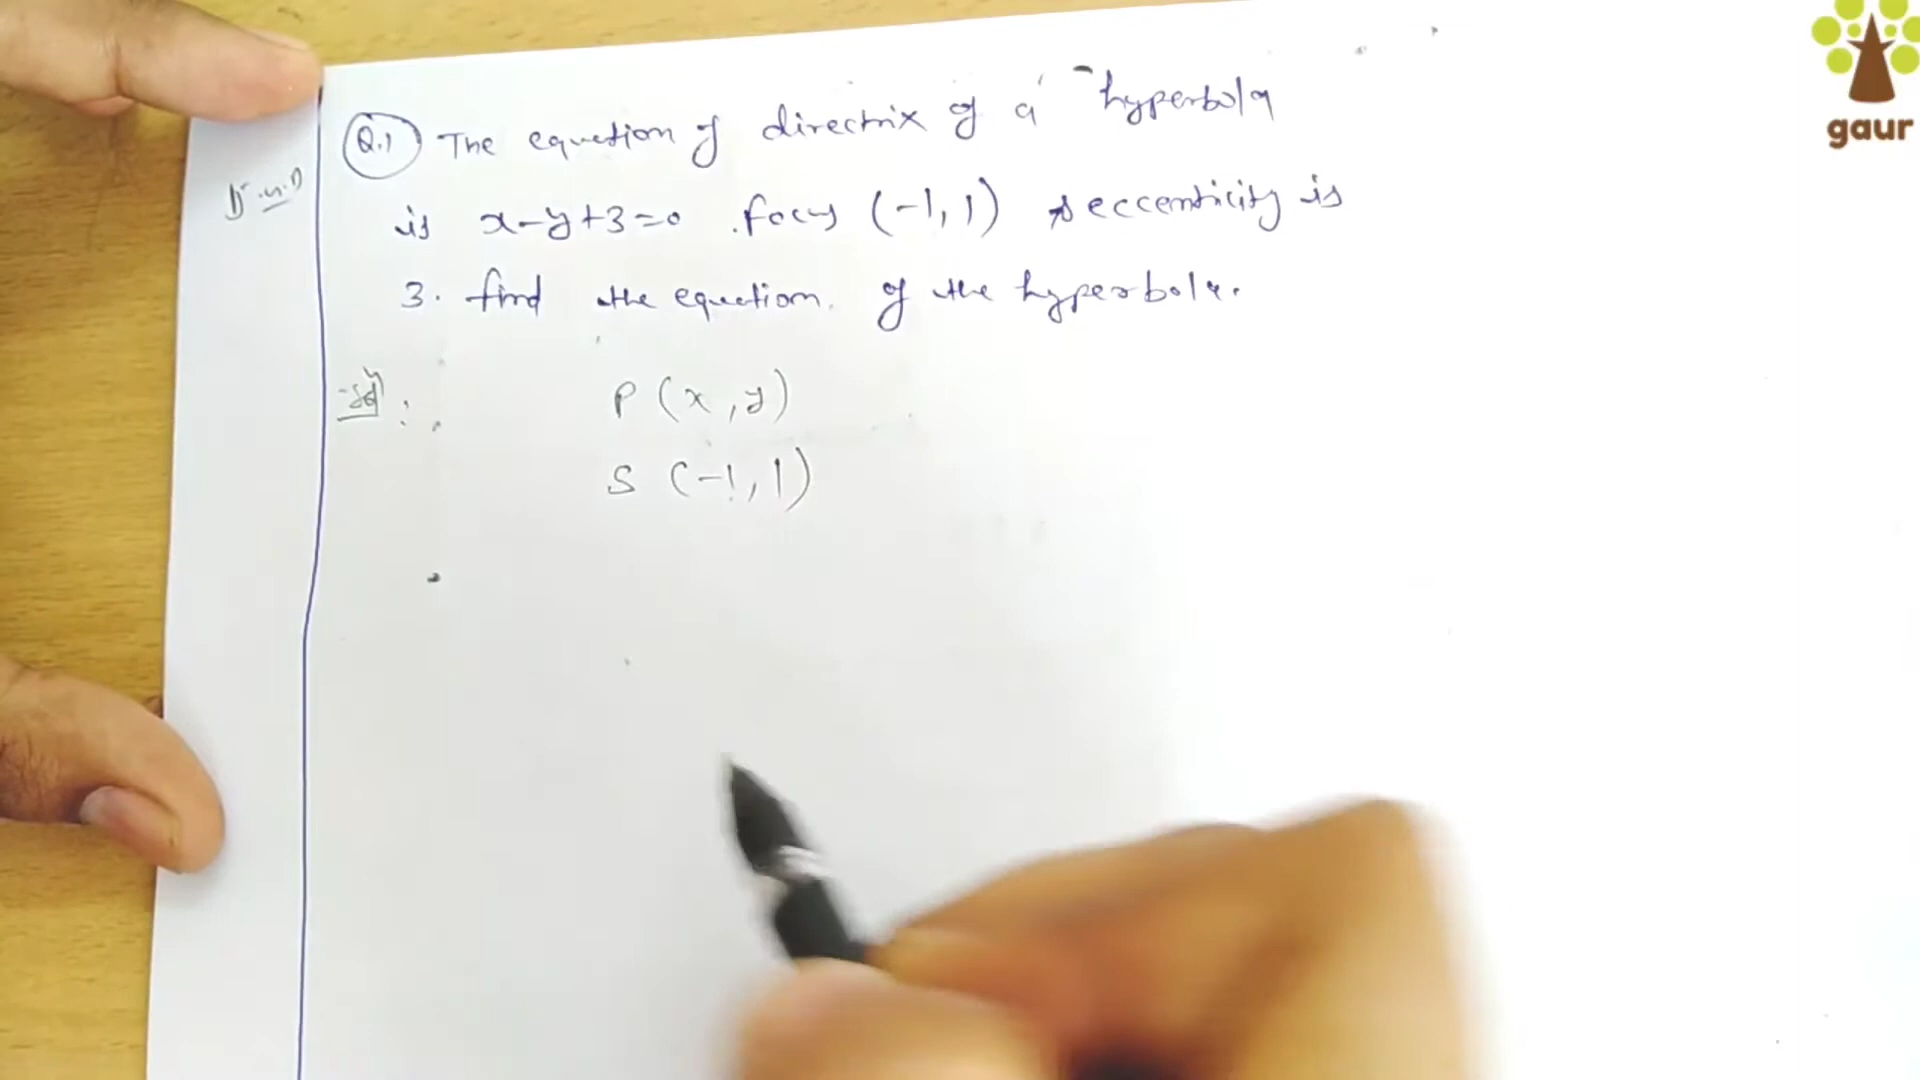 Q.1 The equation of directrix of a hyperbola
is x-y+3=0. focus (-1,1) & eccentricity is
3. find the equation of the hyperbola.
Sol :
P (x,y)
S (-1,1)
gaur